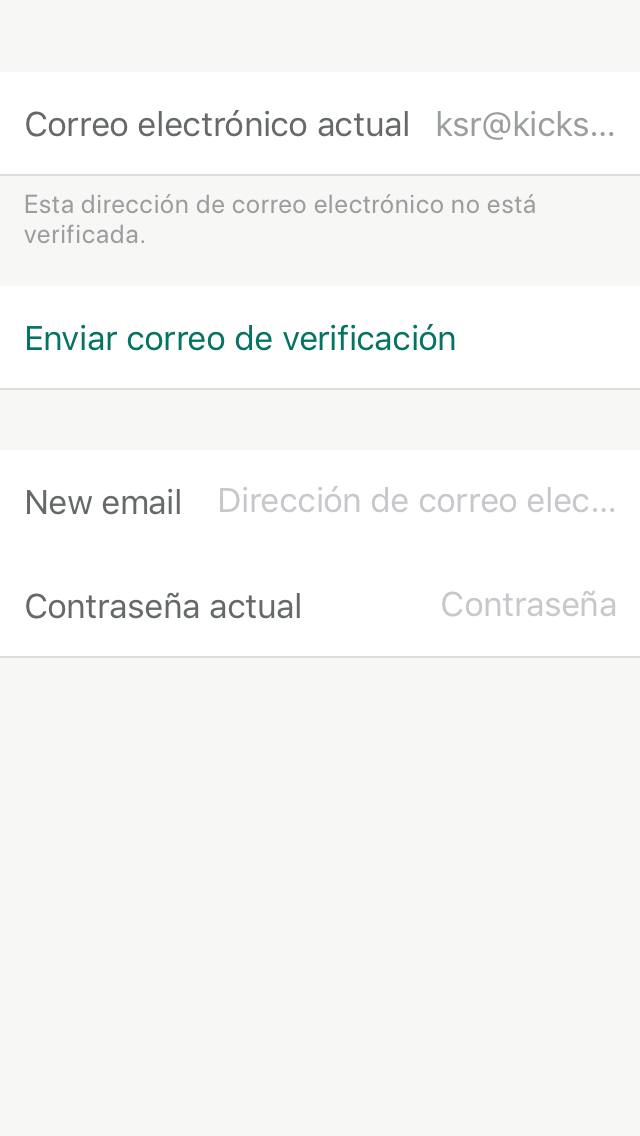 Correo electrónico actual ksr@kicks...
Esta dirección de correo electrónico no está
verificada.
Enviar correo de verificación
New email Dirección de correo elec...
Contraseña actual Contraseña